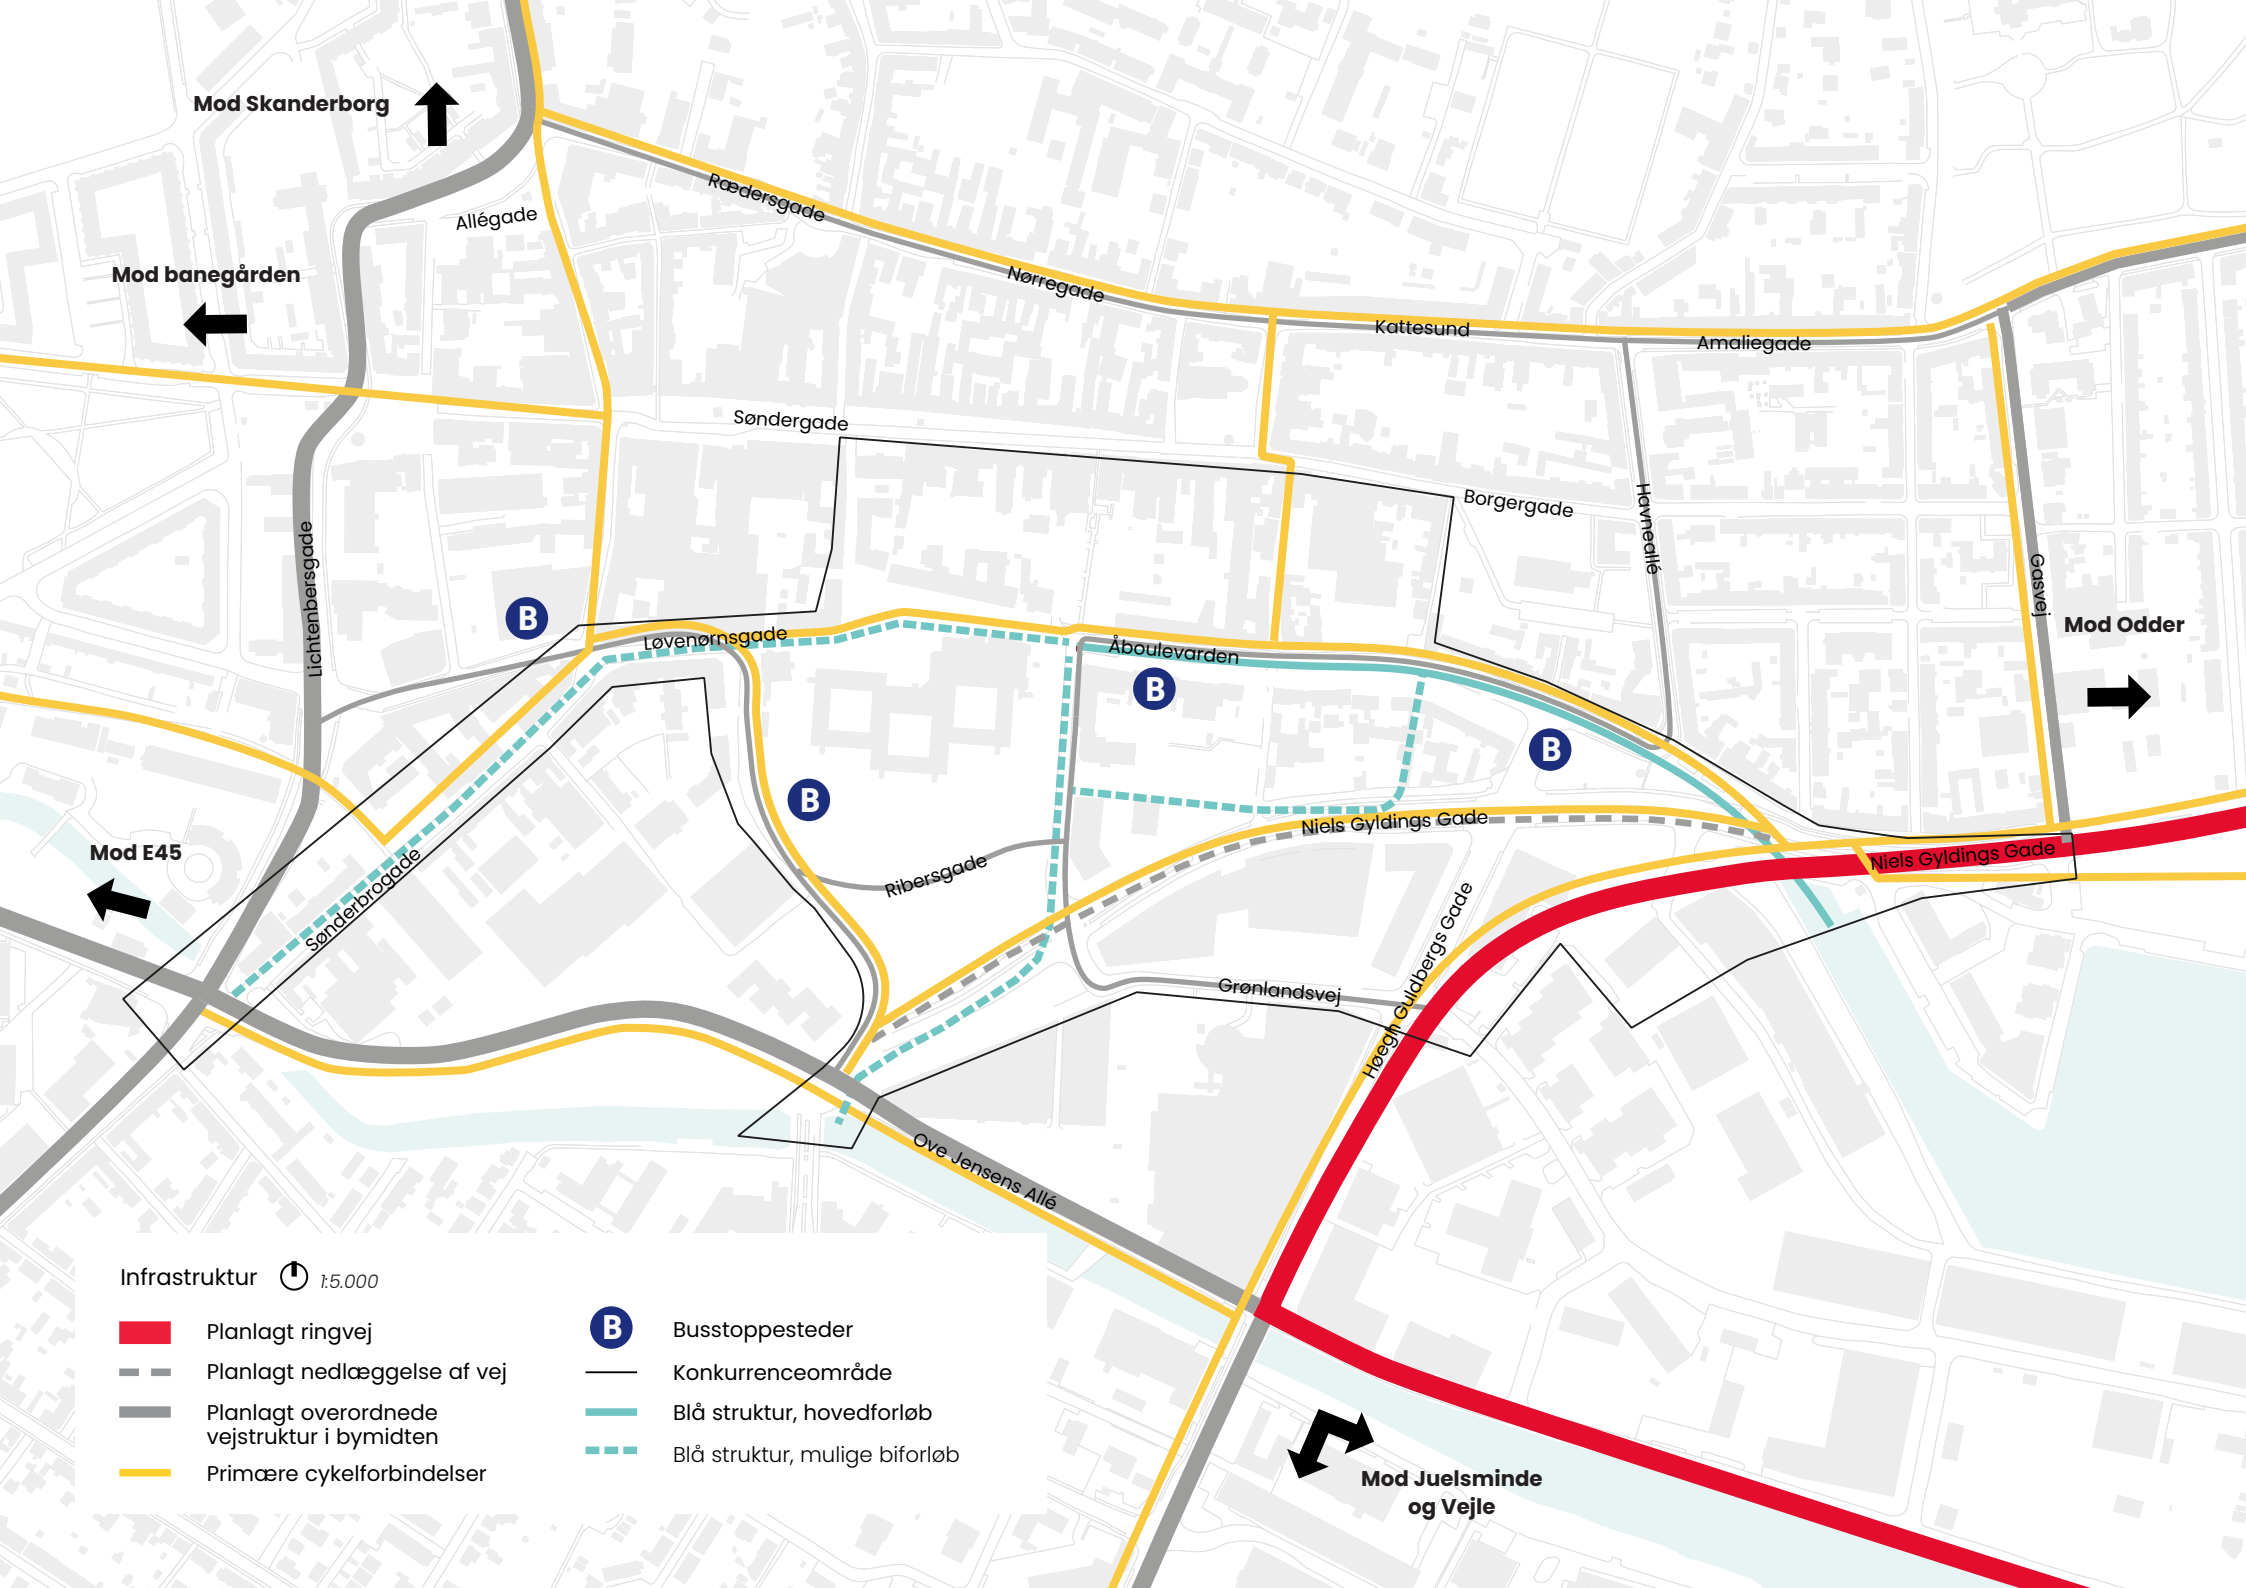 Mod Skanderborg
Allégade
Rædersgade
Mod banegården
Nørregade
Kattesund
Amaliegade
Søndergade
Borgergade
Havneallé
Lichtenbersgade
Gasvej
Mod Odder
B
Løvenørnsgade
Åboulevarden
B
B
B
Niels Gyldings Gade
Mod E45
Sønderbrogade
Ribersgade
Niels Gyldings Gade
Høegh Guldbergs Gade
Grønlandsvej
Ove Jensens Allé
Infrastruktur
1:5.000
Planlagt ringvej
Planlagt nedlæggelse af vej
Planlagt overordnede
vejstruktur i bymidten
Primære cykelforbindelser
B
Busstoppesteder
Konkurrenceområde
Blå struktur, hovedforløb
Blå struktur, mulige biforløb
Mod Juelsminde
og Vejle